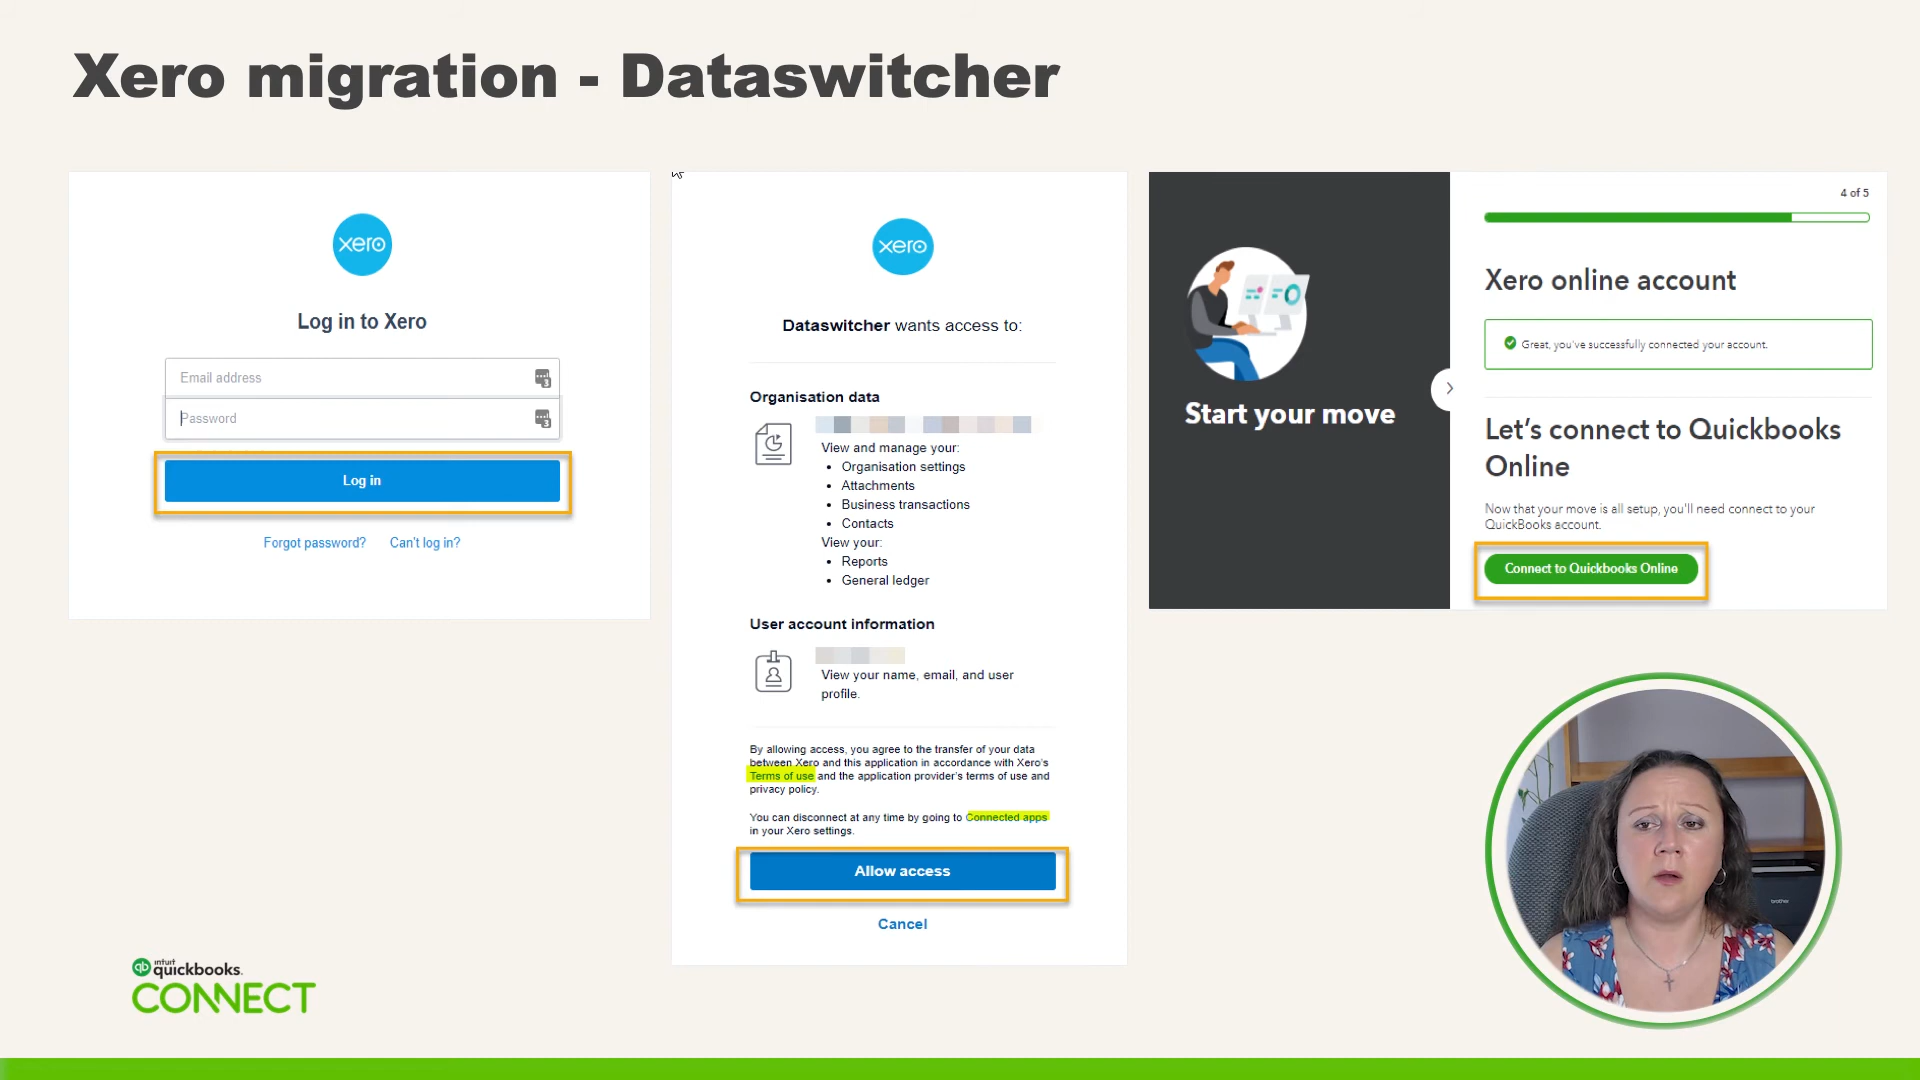 Xero migration - Dataswitcher
xero
Log in to Xero
Email address
Password
Log in
Forgot password? Can't log in?
xero
Dataswitcher wants access to:
Organisation data
View and manage your:
• Organisation settings
• Attachments
• Business transactions
• Contacts
View your:
• Reports
• General ledger
User account information
View your name, email, and user
profile.
By allowing access, you agree to the transfer of your data
between Xero and this application in accordance with Xero's
Terms of use and the application provider's terms of use and
privacy policy.
You can disconnect at any time by going to Connected apps
in your Xero settings.
Allow access
Cancel
Start your move
4 of 5
Xero online account
Great, you've successfully connected your account.
Let's connect to Quickbooks
Online
Now that your move is all setup, you'll need connect to your
QuickBooks account.
Connect to Quickbooks Online
brother
qb intuit
quickbooks.
CONNECT